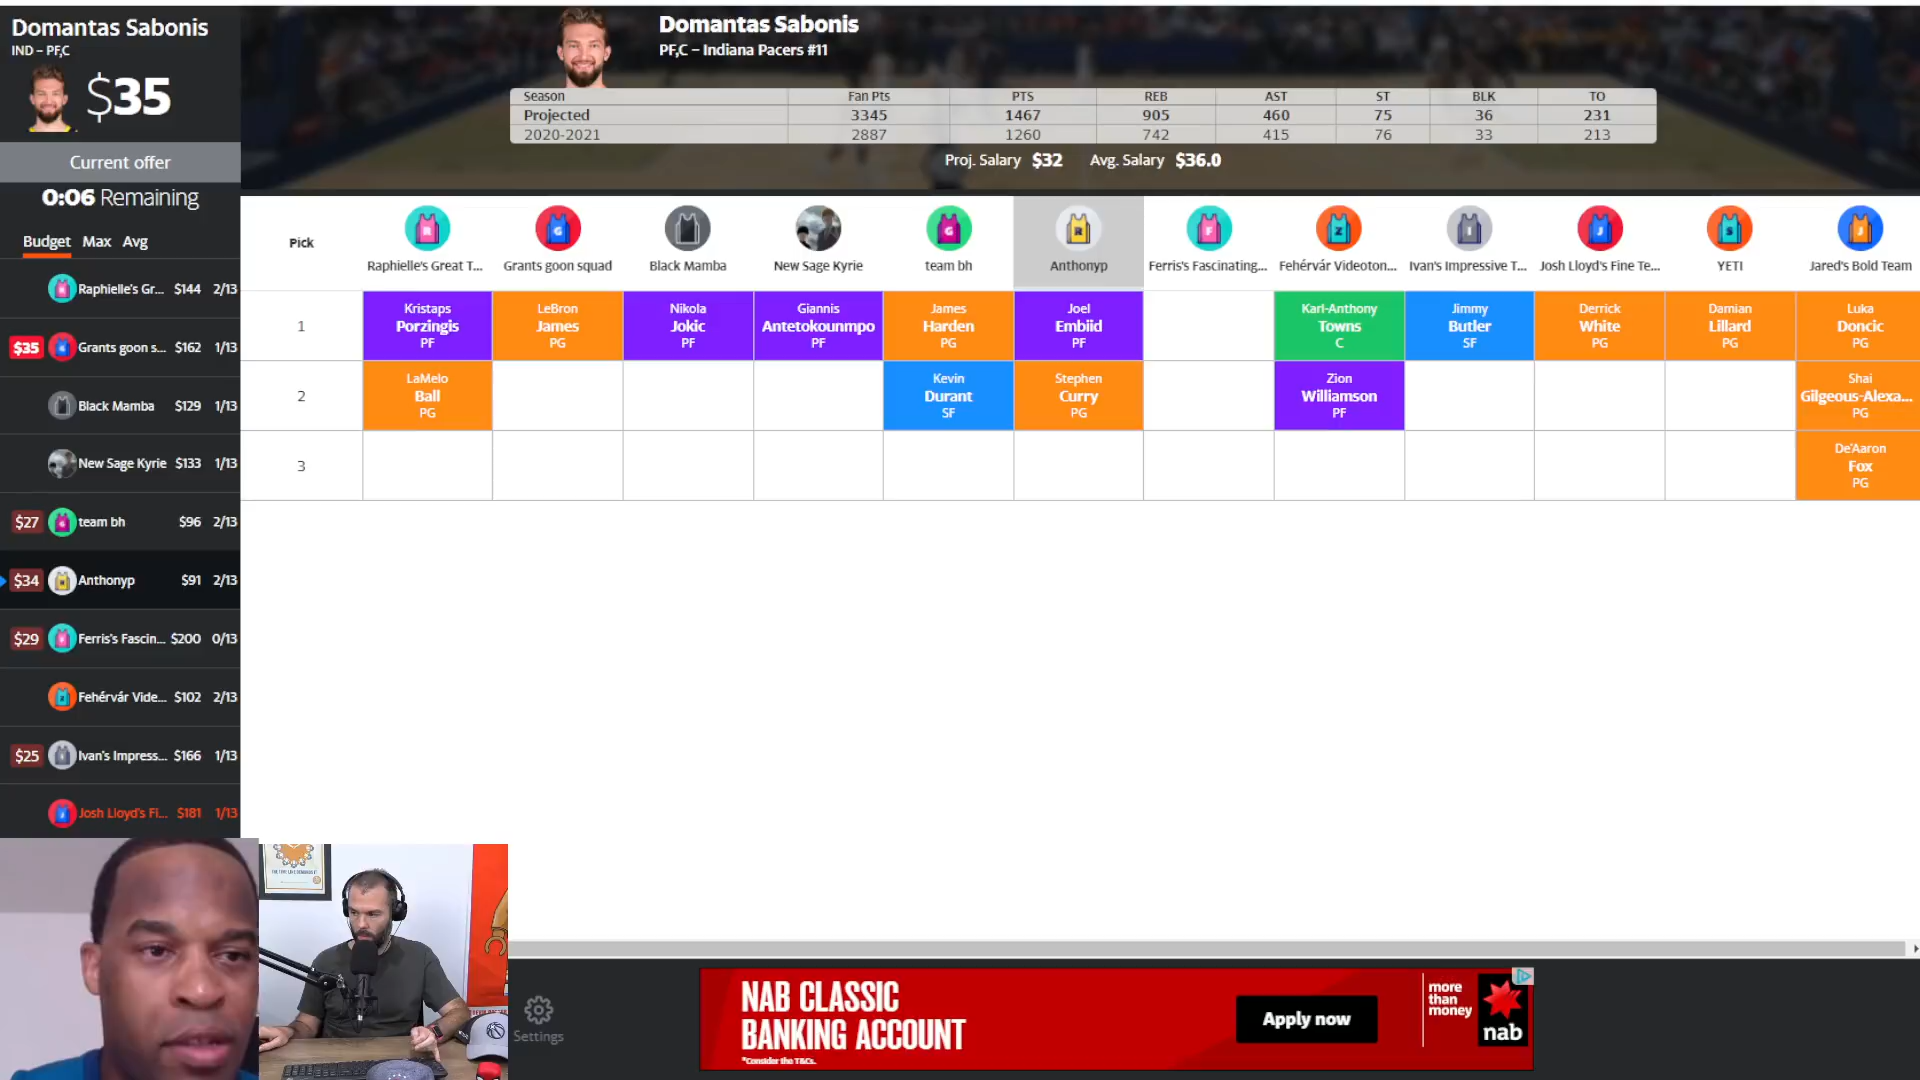 Domantas Sabonis
IND – PF,C
$35
Current offer
0:06 Remaining
Budget Max Avg
Raphielle's Gr... $144 2/13
$35 Grants goon s... $162 1/13
Black Mamba $129 1/13
New Sage Kyrie $133 1/13
$27 team bh $96 2/13
$34 Anthonyp $91 2/13
$29 Ferris's Fascin... $200 0/13
Fehérvár Vide... $102 2/13
$25 Ivan's Impress... $166 1/13
Josh Lloyd's Fi... $181 1/13
Domantas Sabonis
PF,C – Indiana Pacers #11
Season Fan Pts PTS REB AST ST BLK TO
Projected 3345 1467 905 460 75 36 231
2020-2021 2887 1260 742 415 76 33 213
Proj. Salary $32 Avg. Salary $36.0
R G G R F Z I J S J
Pick Raphielle's Great T... Grants goon squad Black Mamba New Sage Kyrie team bh Anthonyp Ferris's Fascinating... Fehérvár Videoton... Ivan's Impressive T... Josh Lloyd's Fine Te... YETI Jared's Bold Team
Kristaps LeBron Nikola Giannis James Joel Karl-Anthony Jimmy Derrick Damian Luka
1 Porzingis James Jokic Antetokounmpo Harden Embiid Towns Butler White Lillard Doncic
PF PG PF PF PG PF C SF PG PG PG
LaMelo Kevin Stephen Zion Shai
2 Ball Durant Curry Williamson Gilgeous-Alexa...
PG SF PG PF PG
De'Aaron
3 Fox
PG
Settings
NAB CLASSIC
BANKING ACCOUNT
*Consider the T&Cs.
Apply now
more
than
money
nab